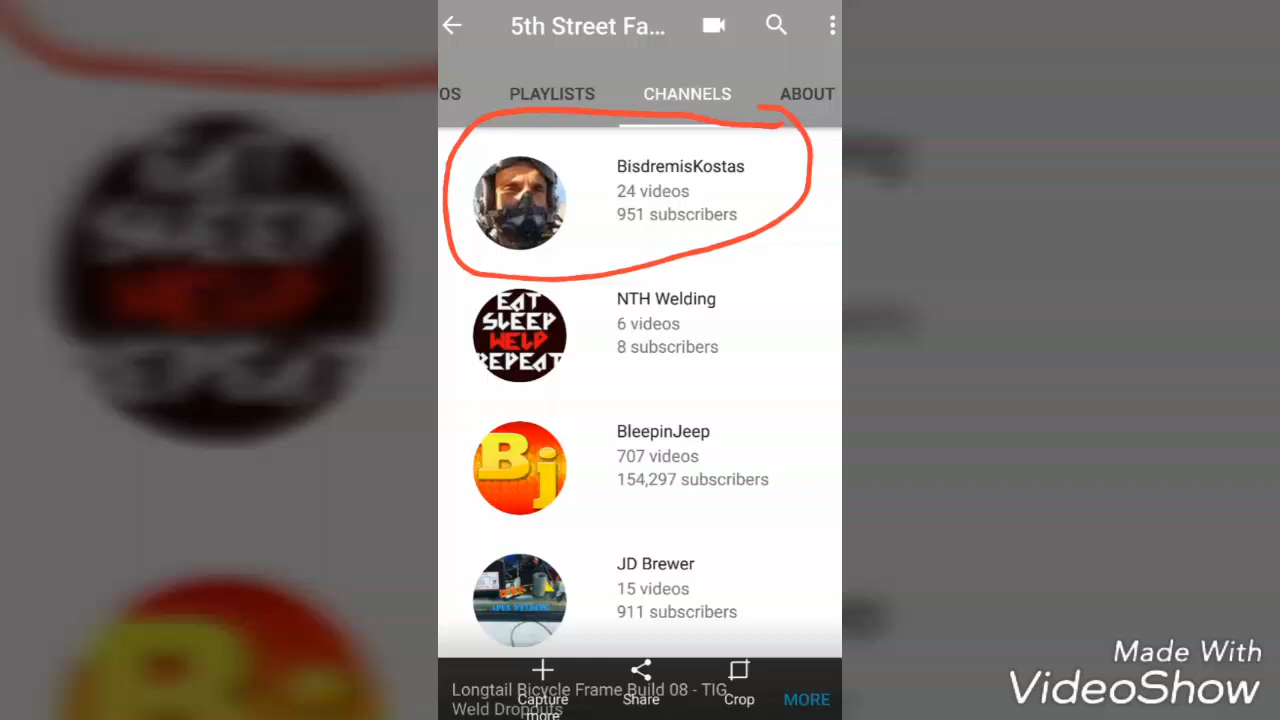 5th Street Fa...
OS
PLAYLISTS
CHANNELS
ABOUT
BisdremisKostas
24 videos
951 subscribers
EAT
SLEEP
WELD
REPEAT
NTH Welding
6 videos
8 subscribers
Bj
BleepinJeep
707 videos
154,297 subscribers
JD Brewer
15 videos
911 subscribers
Longtail Bicycle Frame Build 08 - TIG
Weld Dropouts
Capture
more
Share
Crop
MORE
Made With
VideoShow